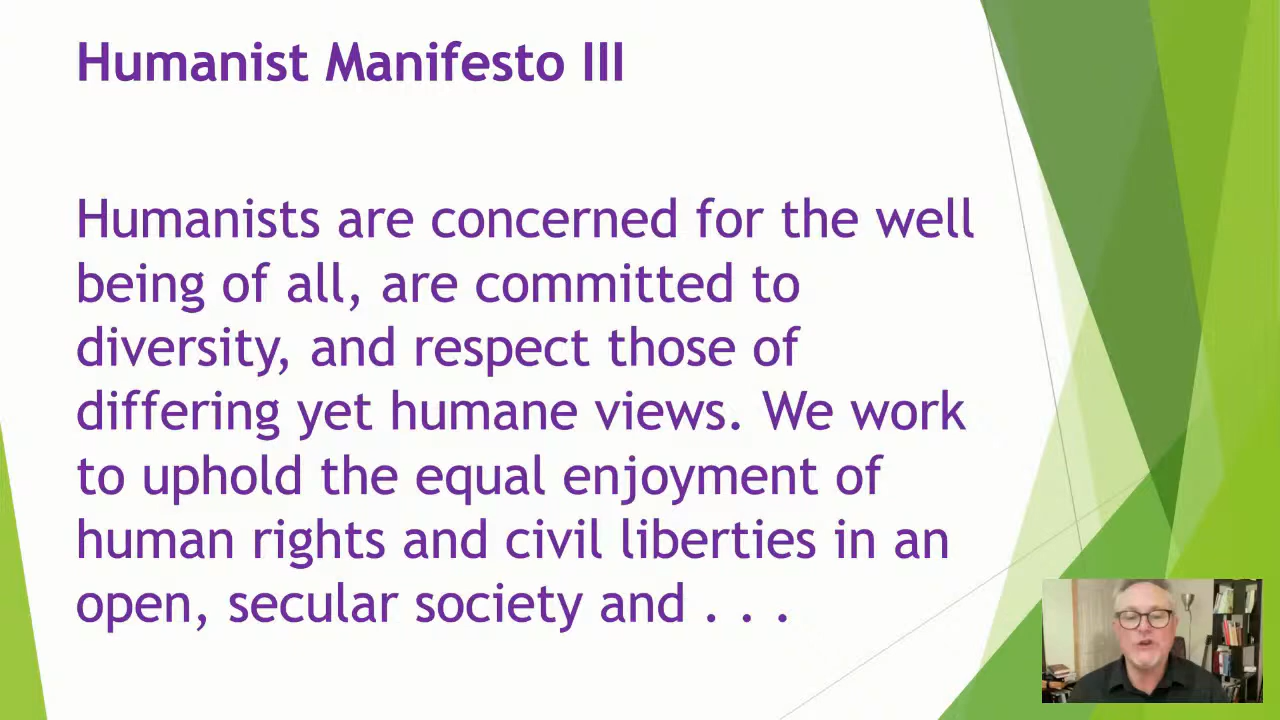 Humanist Manifesto III
Humanists are concerned for the well
being of all, are committed to
diversity, and respect those of
differing yet humane views. We work
to uphold the equal enjoyment of
human rights and civil liberties in an
open, secular society and . . .